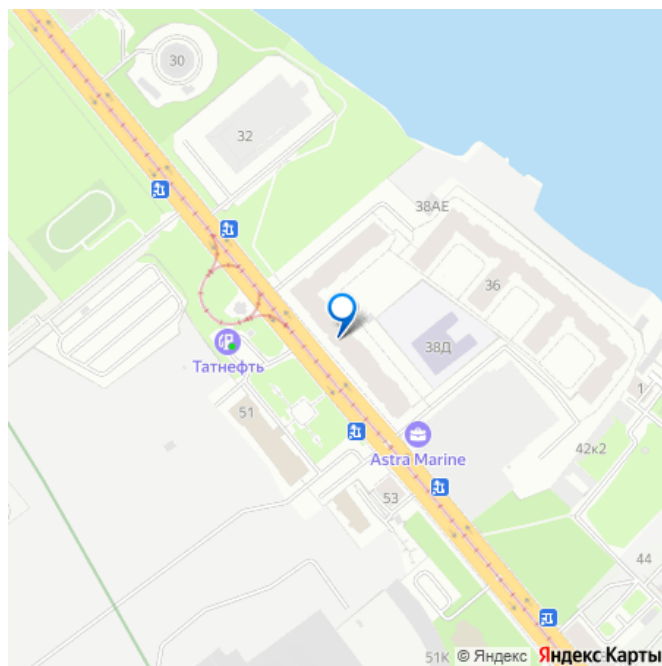 30
32
38АЕ
36
38Д
Татнефть
51
1
Astra Marine
42к2
53
44
51К
© Яндекс
Яндекс Карты